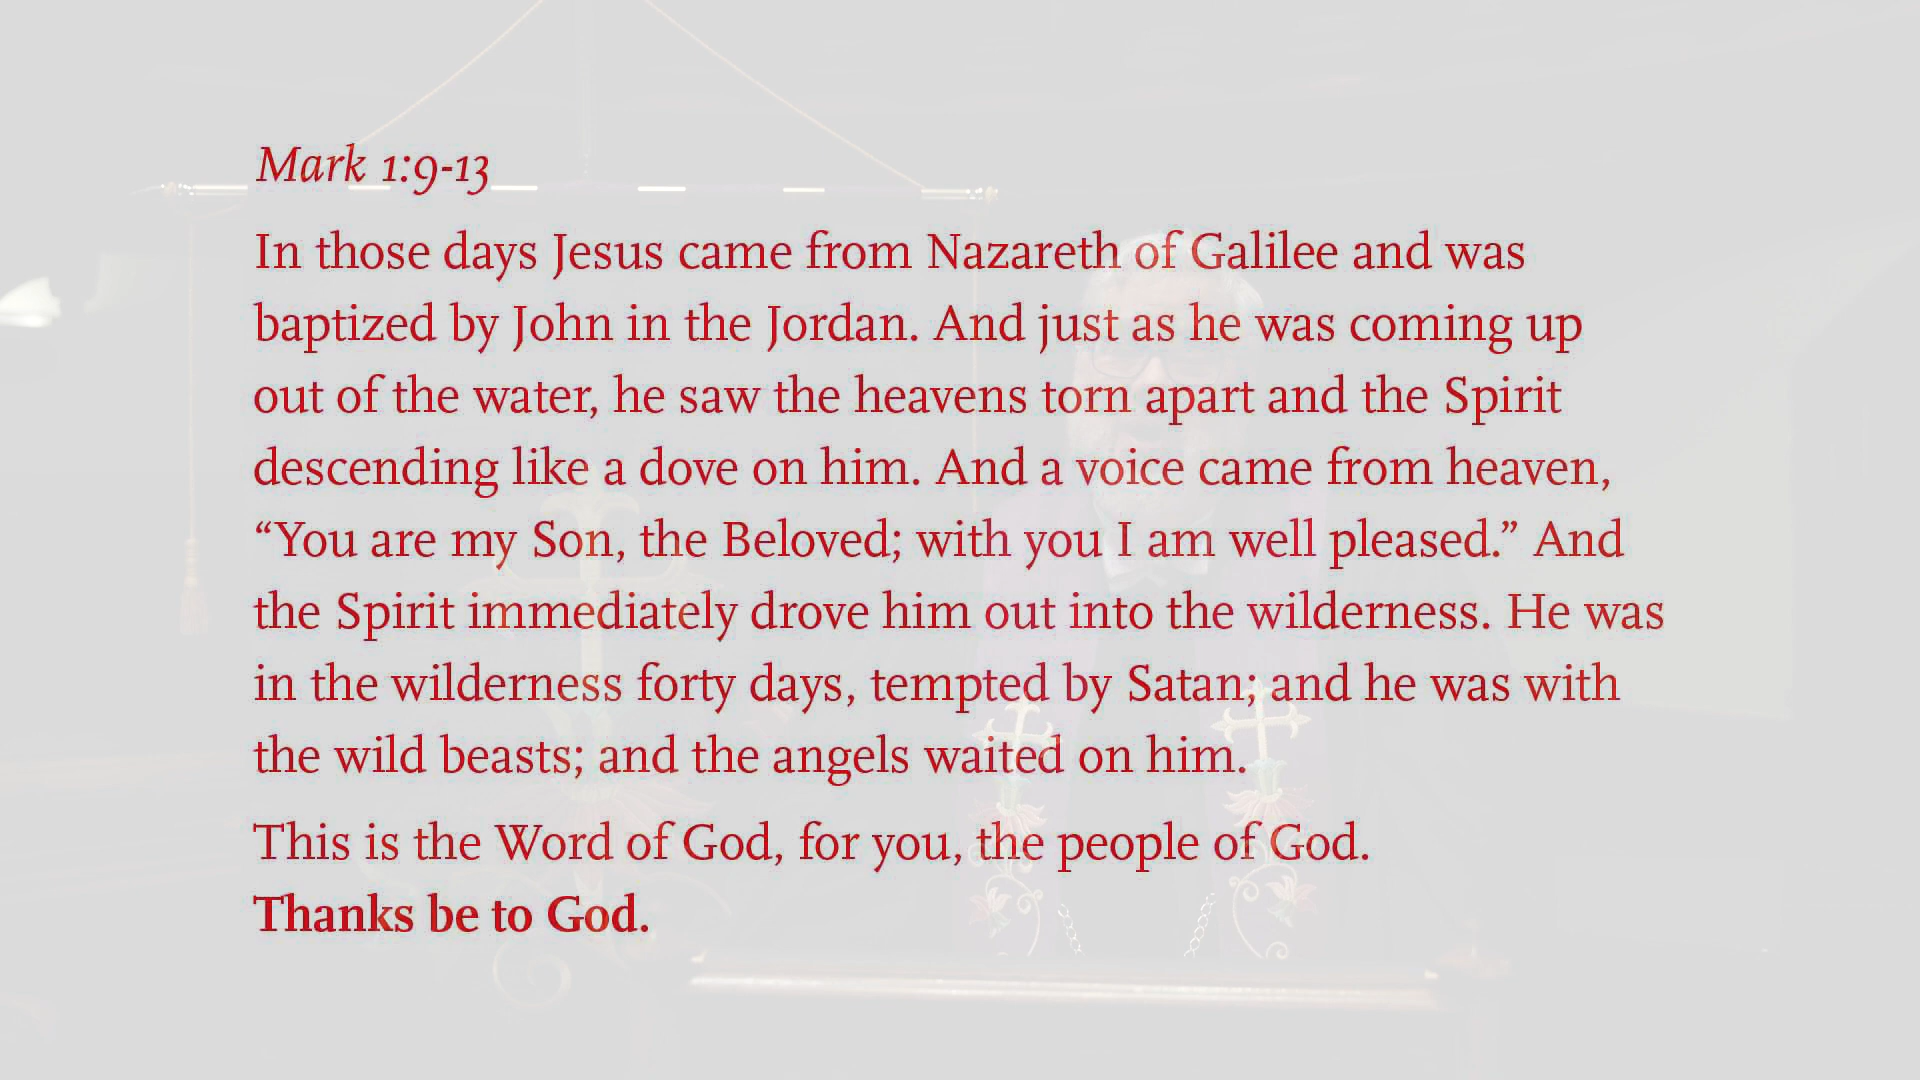 Mark 1:9-13
In those days Jesus came from Nazareth of Galilee and was
baptized by John in the Jordan. And just as he was coming up
out of the water, he saw the heavens torn apart and the Spirit
descending like a dove on him. And a voice came from heaven,
“You are my Son, the Beloved; with you I am well pleased.” And
the Spirit immediately drove him out into the wilderness. He was
in the wilderness forty days, tempted by Satan; and he was with
the wild beasts; and the angels waited on him.
This is the Word of God, for you, the people of God.
Thanks be to God.